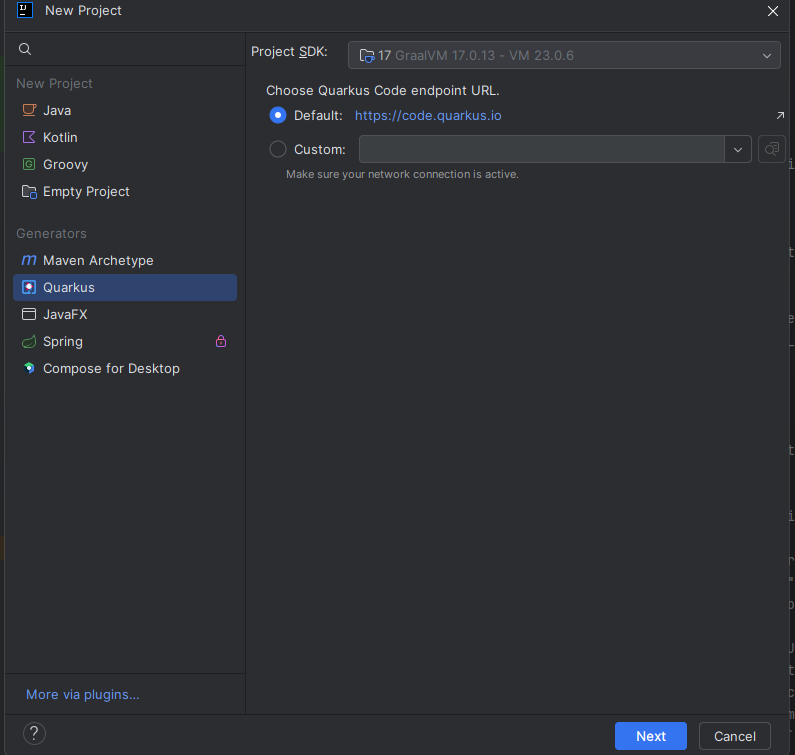 New Project
Project SDK: 17 GraalVM 17.0.13 - VM 23.0.6
New Project
Java
Kotlin
Groovy
Empty Project
Generators
Maven Archetype
Quarkus
JavaFX
Spring
Compose for Desktop
More via plugins...
Choose Quarkus Code endpoint URL.
Default: https://code.quarkus.io
Custom:
Make sure your network connection is active.
?
Next
Cancel